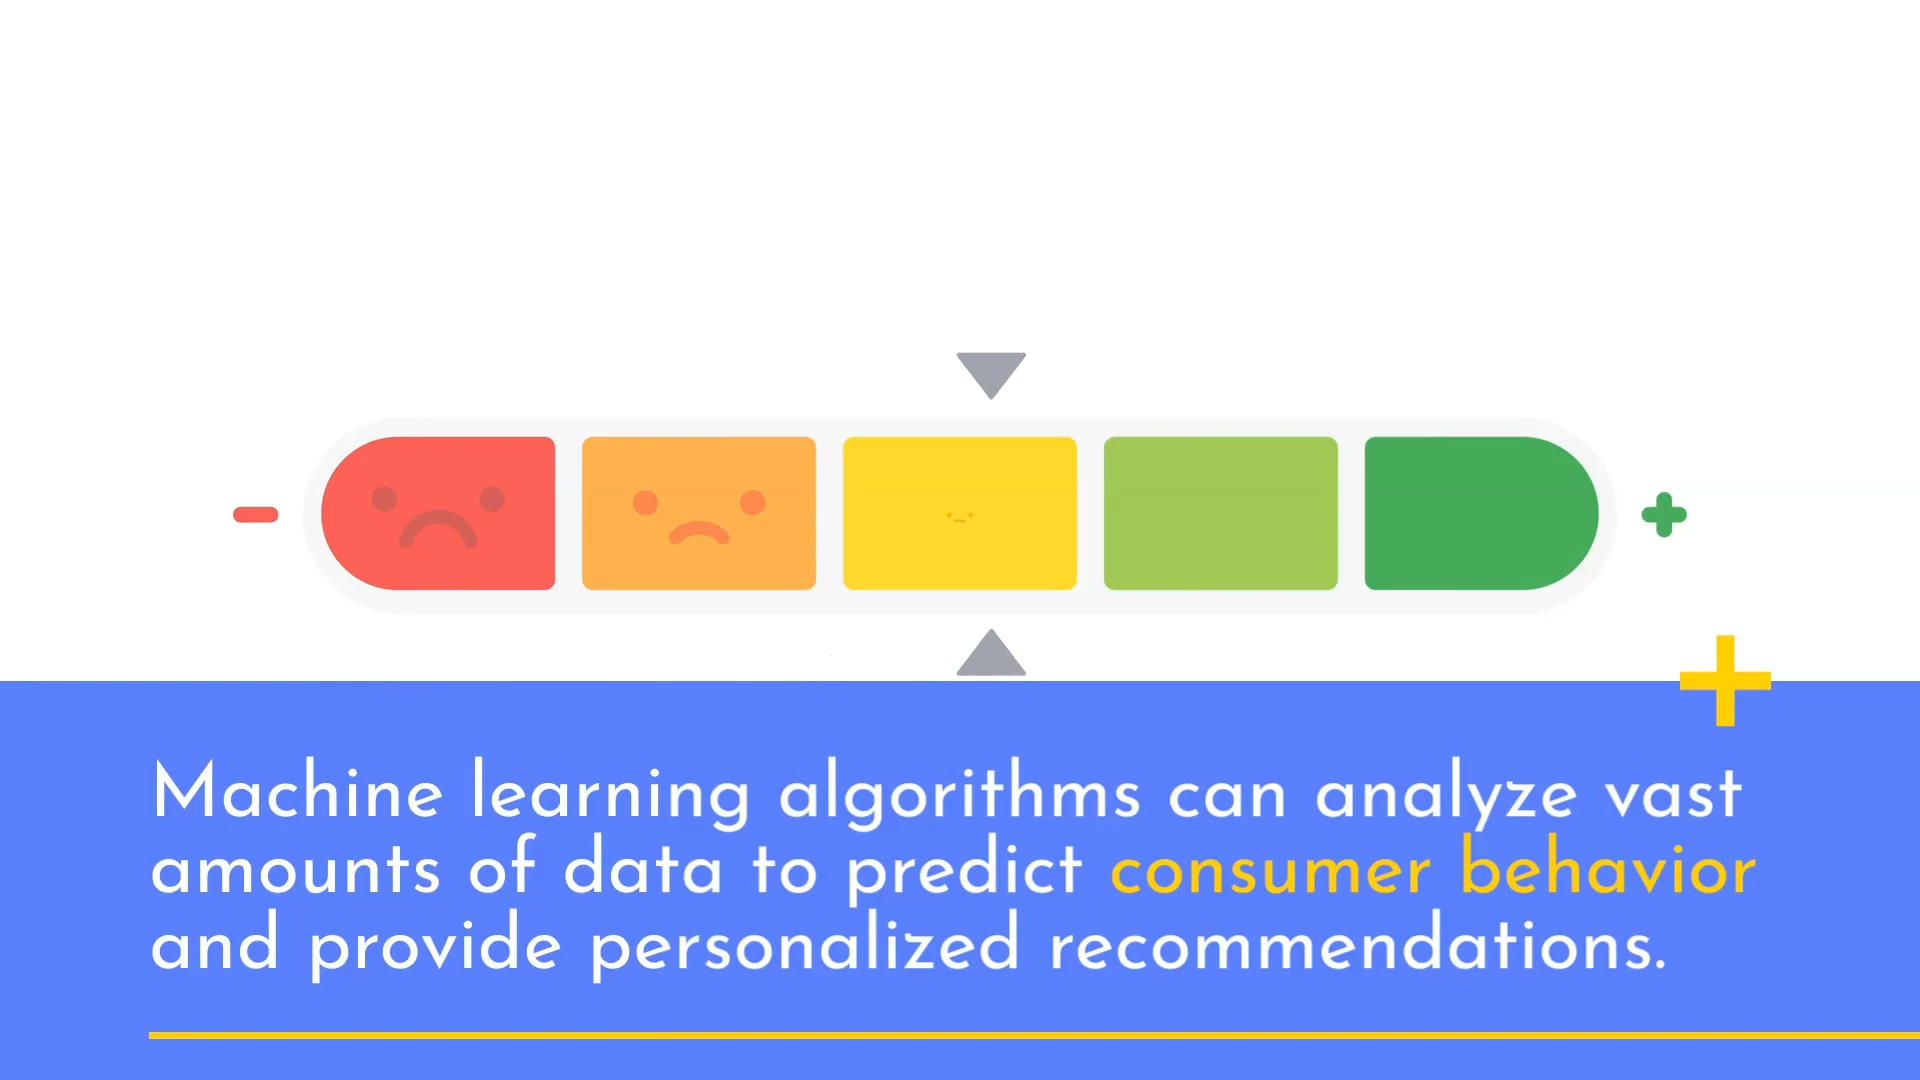 Machine learning algorithms can analyze vast
amounts of data to predict consumer behavior
and provide personalized recommendations.